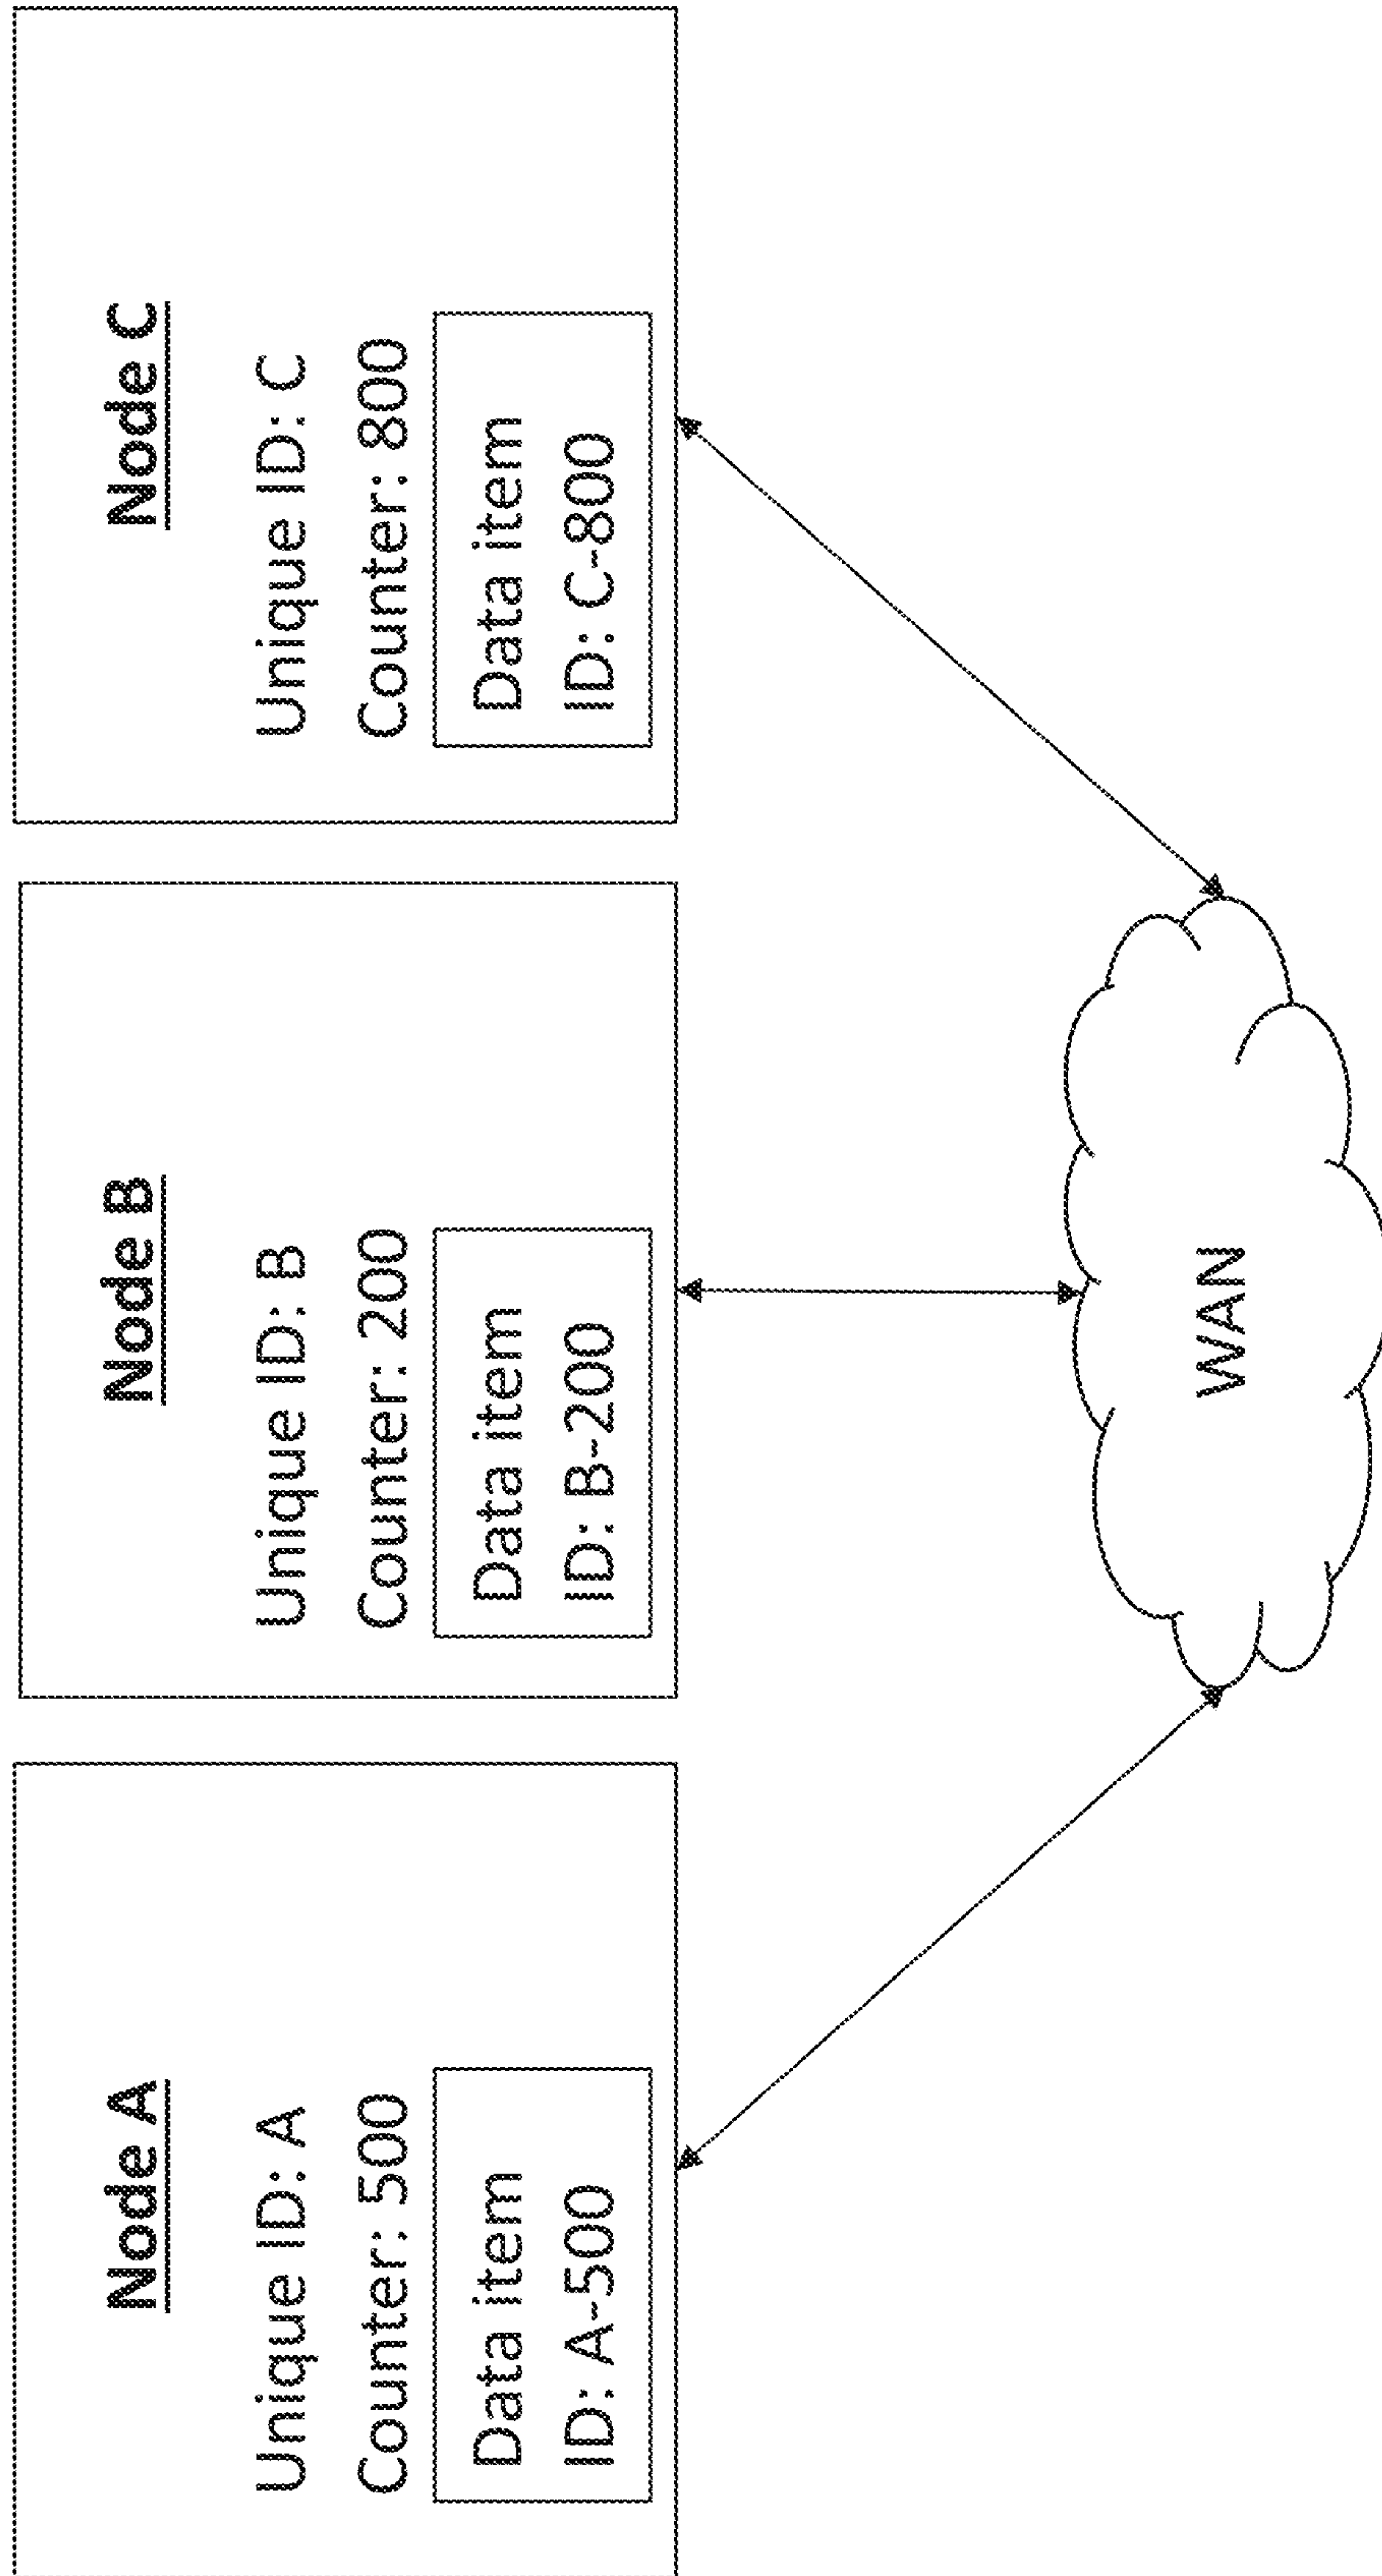 Node A
Unique ID: A
Counter: 500
Data item
ID: A-500
Node B
Unique ID: B
Counter: 200
Data item
ID: B-200
Node C
Unique ID: C
Counter: 800
Data item
ID: C-800
WAN